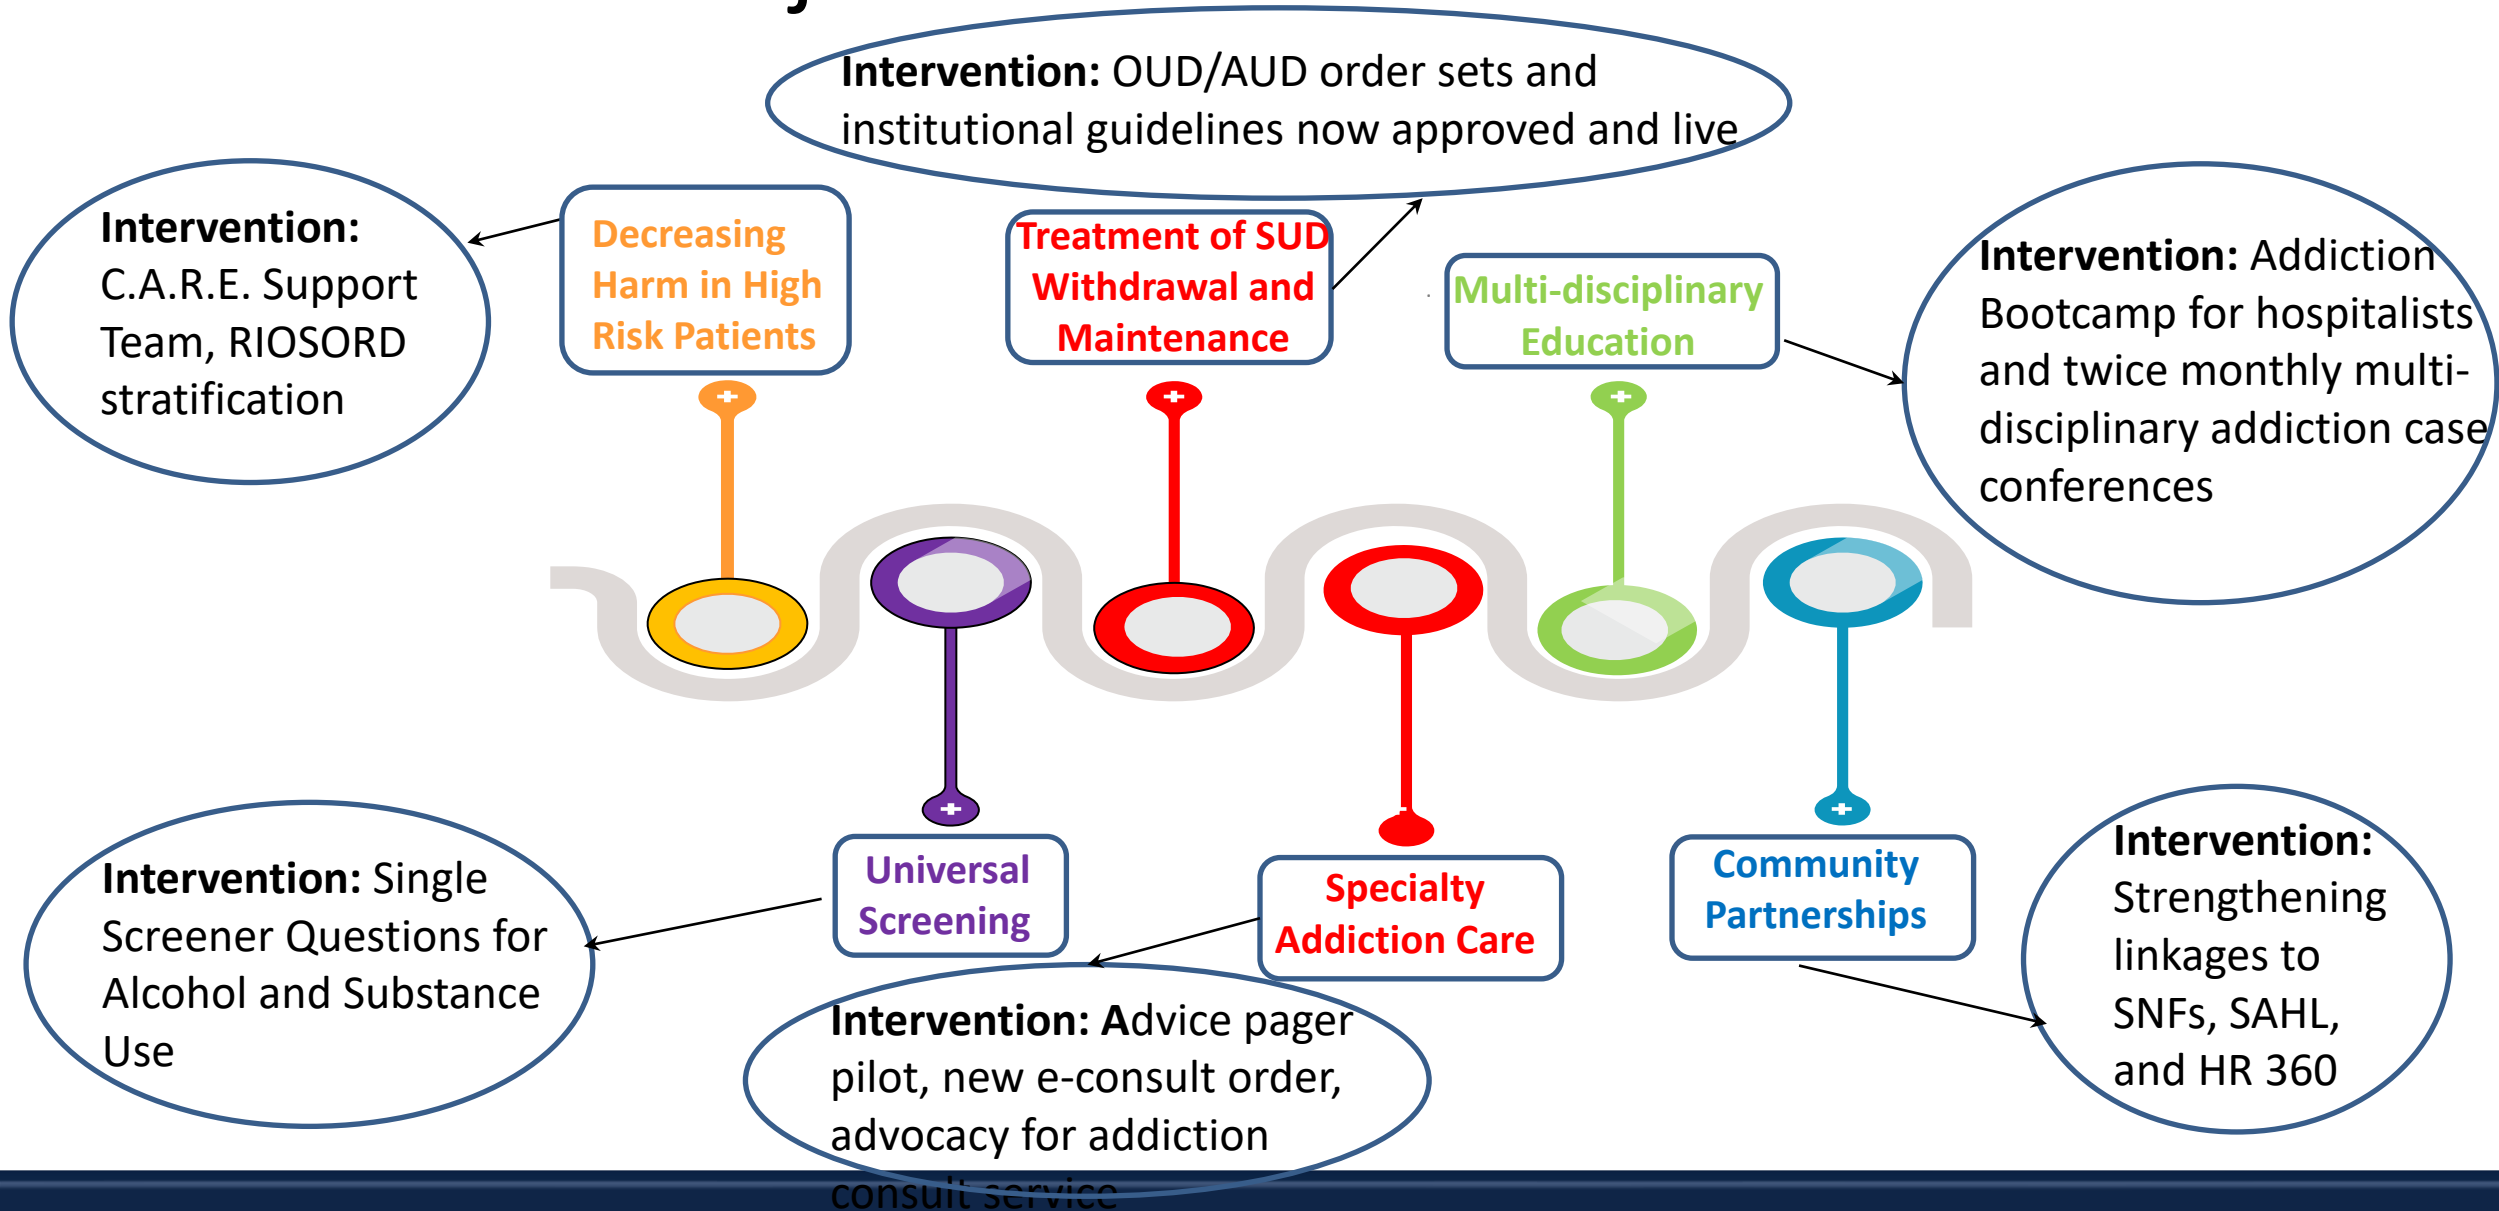 Intervention: OUD/AUD order sets and
institutional guidelines now approved and live
Intervention:
C.A.R.E. Support
Team, RIOSORD
stratification
Decreasing
Harm in High
Risk Patients
Treatment of SUD
Withdrawal and
Maintenance
Multi-disciplinary
Education
Intervention: Addiction
Bootcamp for hospitalists
and twice monthly multi-
disciplinary addiction case
conferences
Intervention: Single
Screener Questions for
Alcohol and Substance
Use
Universal
Screening
Specialty
Addiction Care
Community
Partnerships
Intervention:
Strengthening
linkages to
SNFs, SAHL,
and HR 360
Intervention: Advice pager
pilot, new e-consult order,
advocacy for addiction
consult service